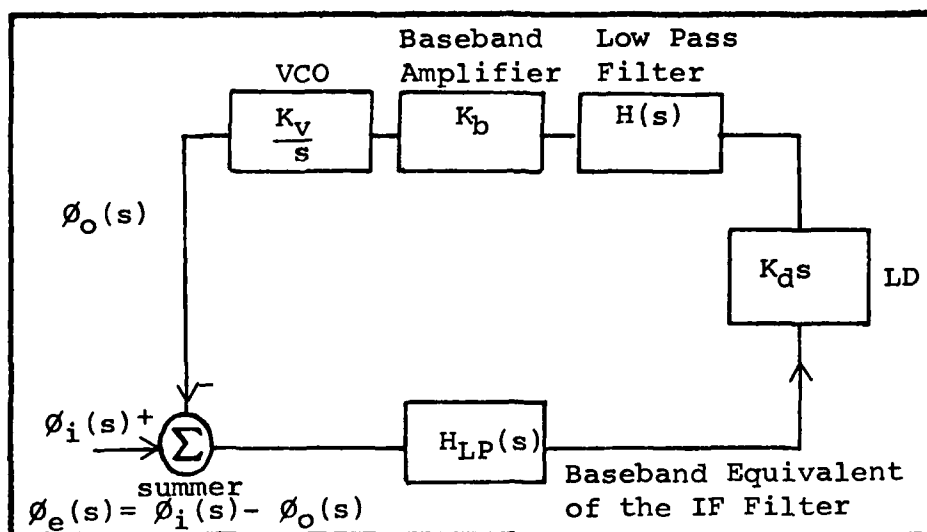 Baseband Amplifier
Low Pass Filter
VCO
K_v/s
K_b
H(s)
ø_o(s)
K_ds
LD
-
ø_i(s) +
Σ
summer
H_LP(s)
Baseband Equivalent
of the IF Filter
ø_e(s)= ø_i(s)- ø_o(s)